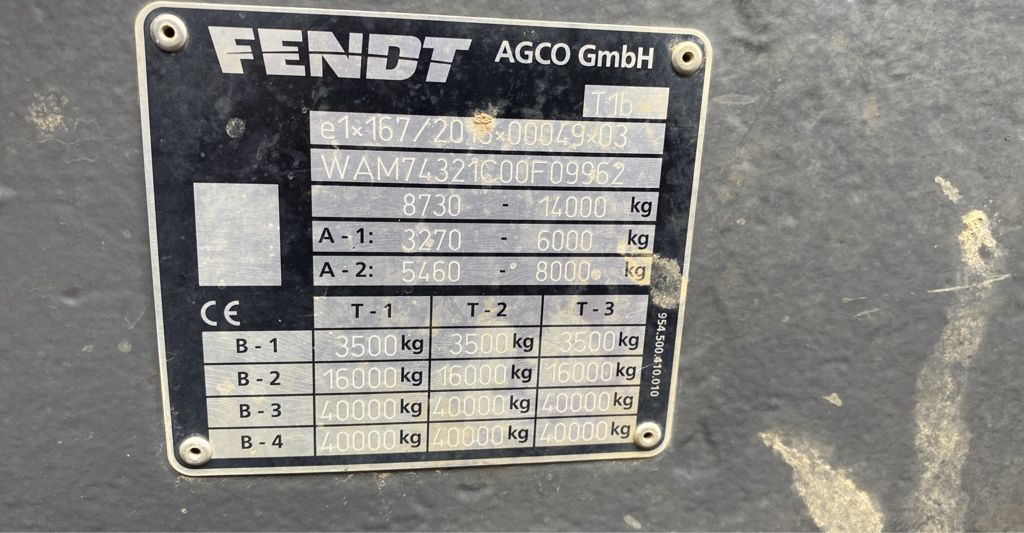 FENDT AGCO GmbH
T1b
e1×167/2013×00049×03
WAM74321C00F09962
8730 - 14000 kg
A - 1: 3270 - 6000 kg
A - 2: 5460 - 8000 kg
CE T - 1 T - 2 T - 3
B - 1 3500 kg 3500 kg 3500 kg
B - 2 16000 kg 16000 kg 16000 kg
B - 3 40000 kg 40000 kg 40000 kg
B - 4 40000 kg 40000 kg 40000 kg
954.500.410.010